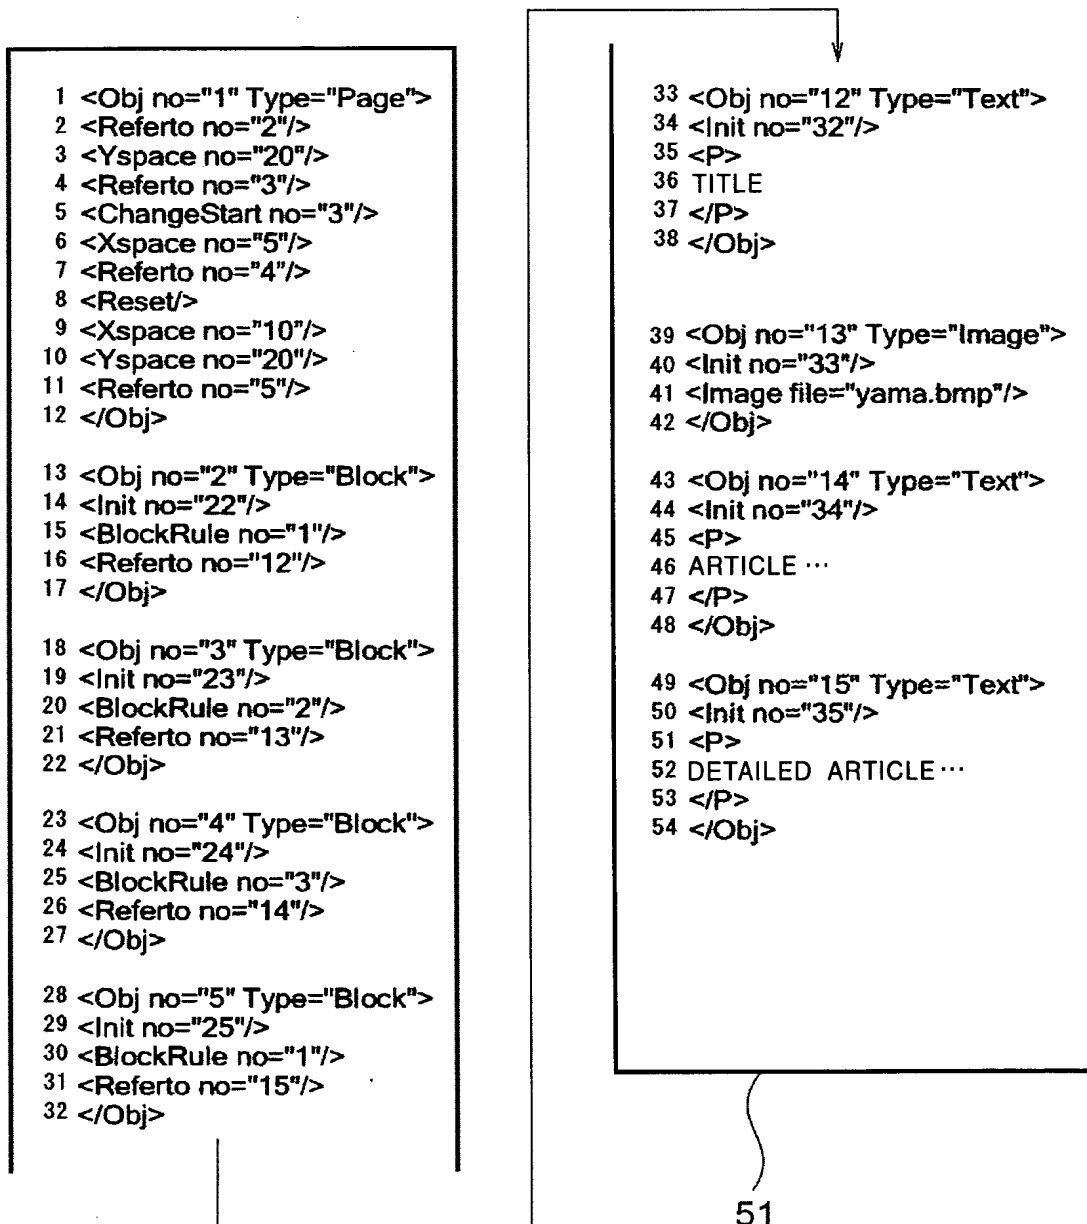 1 <Obj no="1" Type="Page">
2 <Referto no="2"/>
3 <Yspace no="20"/>
4 <Referto no="3"/>
5 <ChangeStart no="3"/>
6 <Xspace no="5"/>
7 <Referto no="4"/>
8 <Reset/>
9 <Xspace no="10"/>
10 <Yspace no="20"/>
11 <Referto no="5"/>
12 </Obj>
13 <Obj no="2" Type="Block">
14 <Init no="22"/>
15 <BlockRule no="1"/>
16 <Referto no="12"/>
17 </Obj>
18 <Obj no="3" Type="Block">
19 <Init no="23"/>
20 <BlockRule no="2"/>
21 <Referto no="13"/>
22 </Obj>
23 <Obj no="4" Type="Block">
24 <Init no="24"/>
25 <BlockRule no="3"/>
26 <Referto no="14"/>
27 </Obj>
28 <Obj no="5" Type="Block">
29 <Init no="25"/>
30 <BlockRule no="1"/>
31 <Referto no="15"/>
32 </Obj>
33 <Obj no="12" Type="Text">
34 <Init no="32"/>
35 <P>
36 TITLE
37 </P>
38 </Obj>
39 <Obj no="13" Type="Image">
40 <Init no="33"/>
41 <Image file="yama.bmp"/>
42 </Obj>
43 <Obj no="14" Type="Text">
44 <Init no="34"/>
45 <P>
46 ARTICLE ···
47 </P>
48 </Obj>
49 <Obj no="15" Type="Text">
50 <Init no="35"/>
51 <P>
52 DETAILED ARTICLE ···
53 </P>
54 </Obj>
51